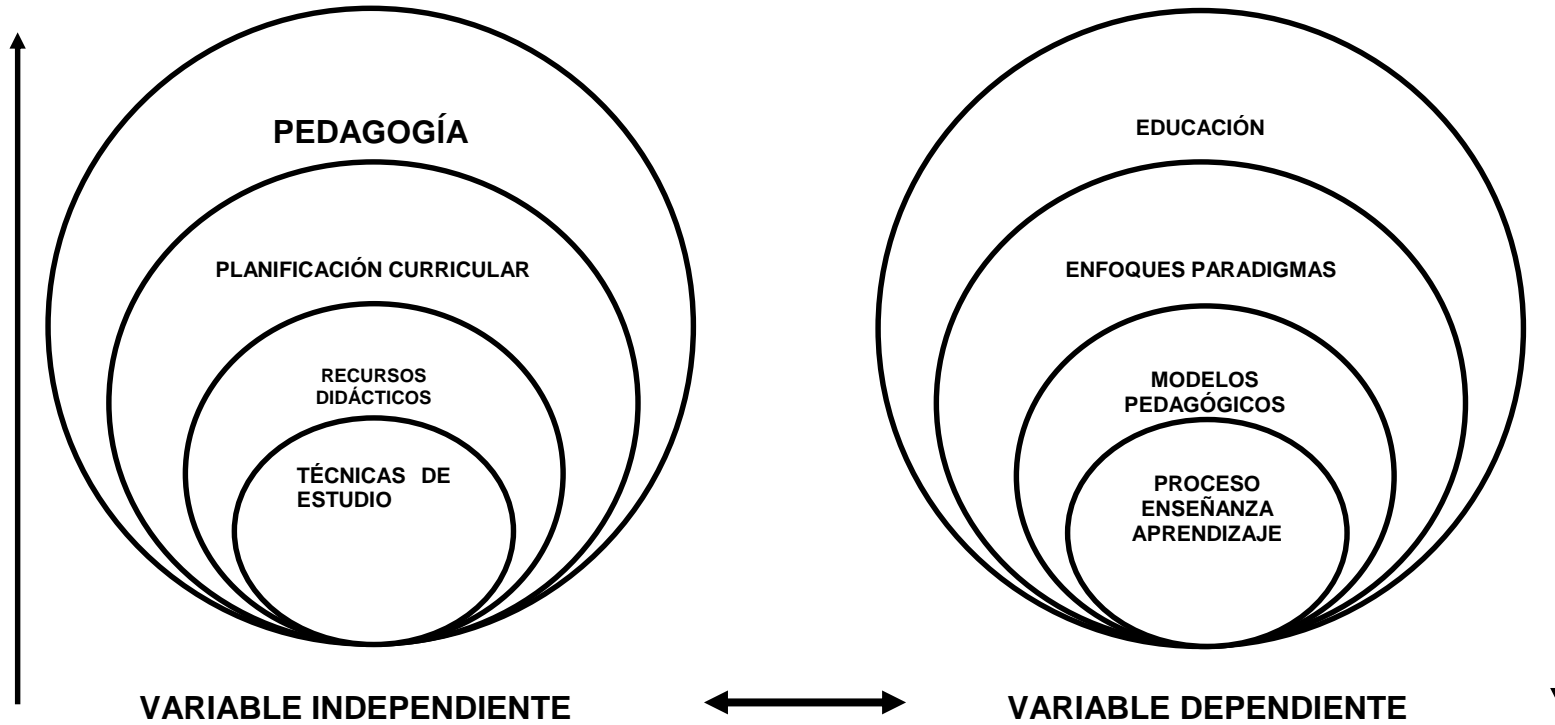 PEDAGOGÍA
PLANIFICACIÓN CURRICULAR
RECURSOS
DIDÁCTICOS
TÉCNICAS DE
ESTUDIO
VARIABLE INDEPENDIENTE
EDUCACIÓN
ENFOQUES PARADIGMAS
MODELOS
PEDAGÓGICOS
PROCESO
ENSEÑANZA
APRENDIZAJE
VARIABLE DEPENDIENTE